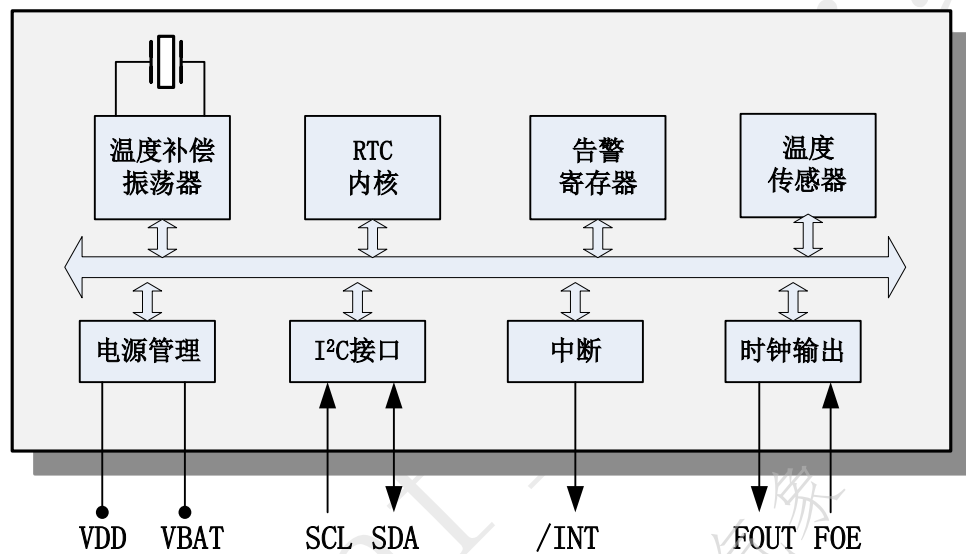 温度补偿
振荡器
RTC
内核
告警
寄存器
温度
传感器
电源管理
I²C接口
中断
时钟输出
VDD
VBAT
SCL
SDA
/INT
FOUT
FOE